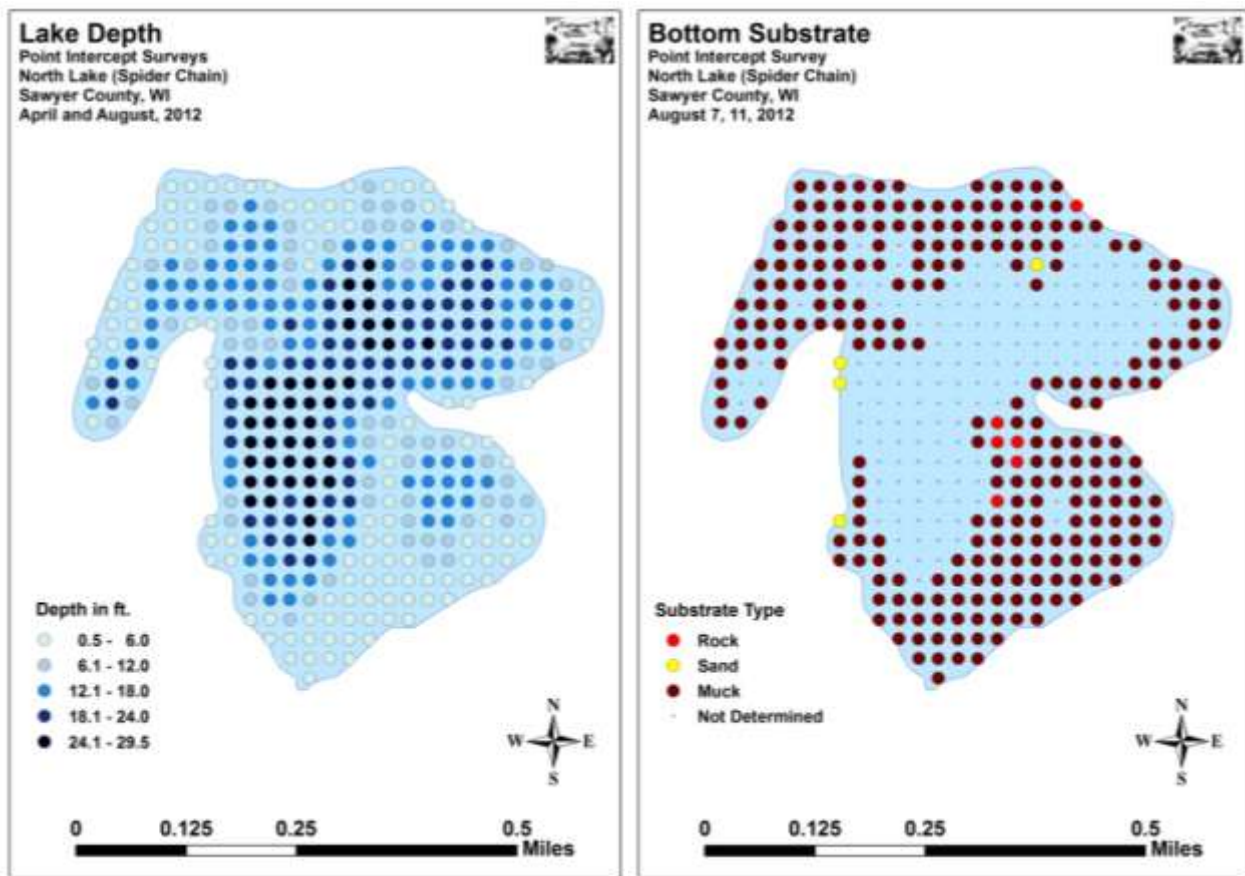 Lake Depth
Point Intercept Surveys
North Lake (Spider Chain)
Sawyer County, WI
April and August, 2012
Depth in ft.
0.5 - 6.0
6.1 - 12.0
12.1 - 18.0
18.1 - 24.0
24.1 - 29.5
N
W E
S
0 0.125 0.25 0.5
Miles
Bottom Substrate
Point Intercept Survey
North Lake (Spider Chain)
Sawyer County, WI
August 7, 11, 2012
Substrate Type
Rock
Sand
Muck
Not Determined
N
W E
S
0 0.125 0.25 0.5
Miles